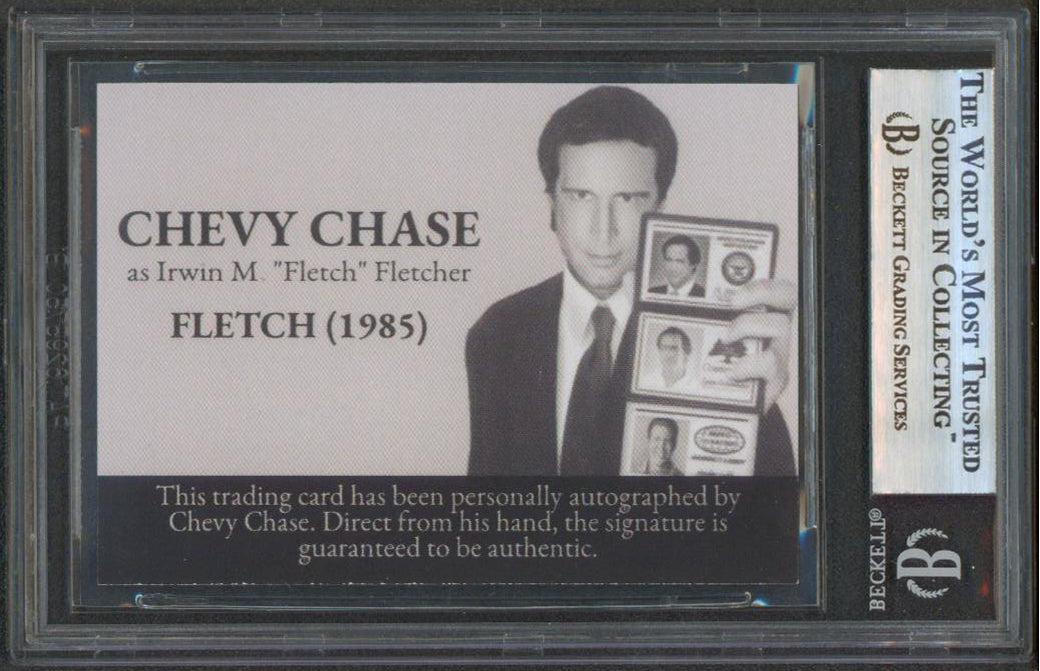 CHEVY CHASE
as Irwin M. "Fletch" Fletcher
FLETCH (1985)
This trading card has been personally autographed by
Chevy Chase. Direct from his hand, the signature is
guaranteed to be authentic.
THE WORLD'S MOST TRUSTED
SOURCE IN COLLECTING™
B BECKETT GRADING SERVICES
B
BECKETT®